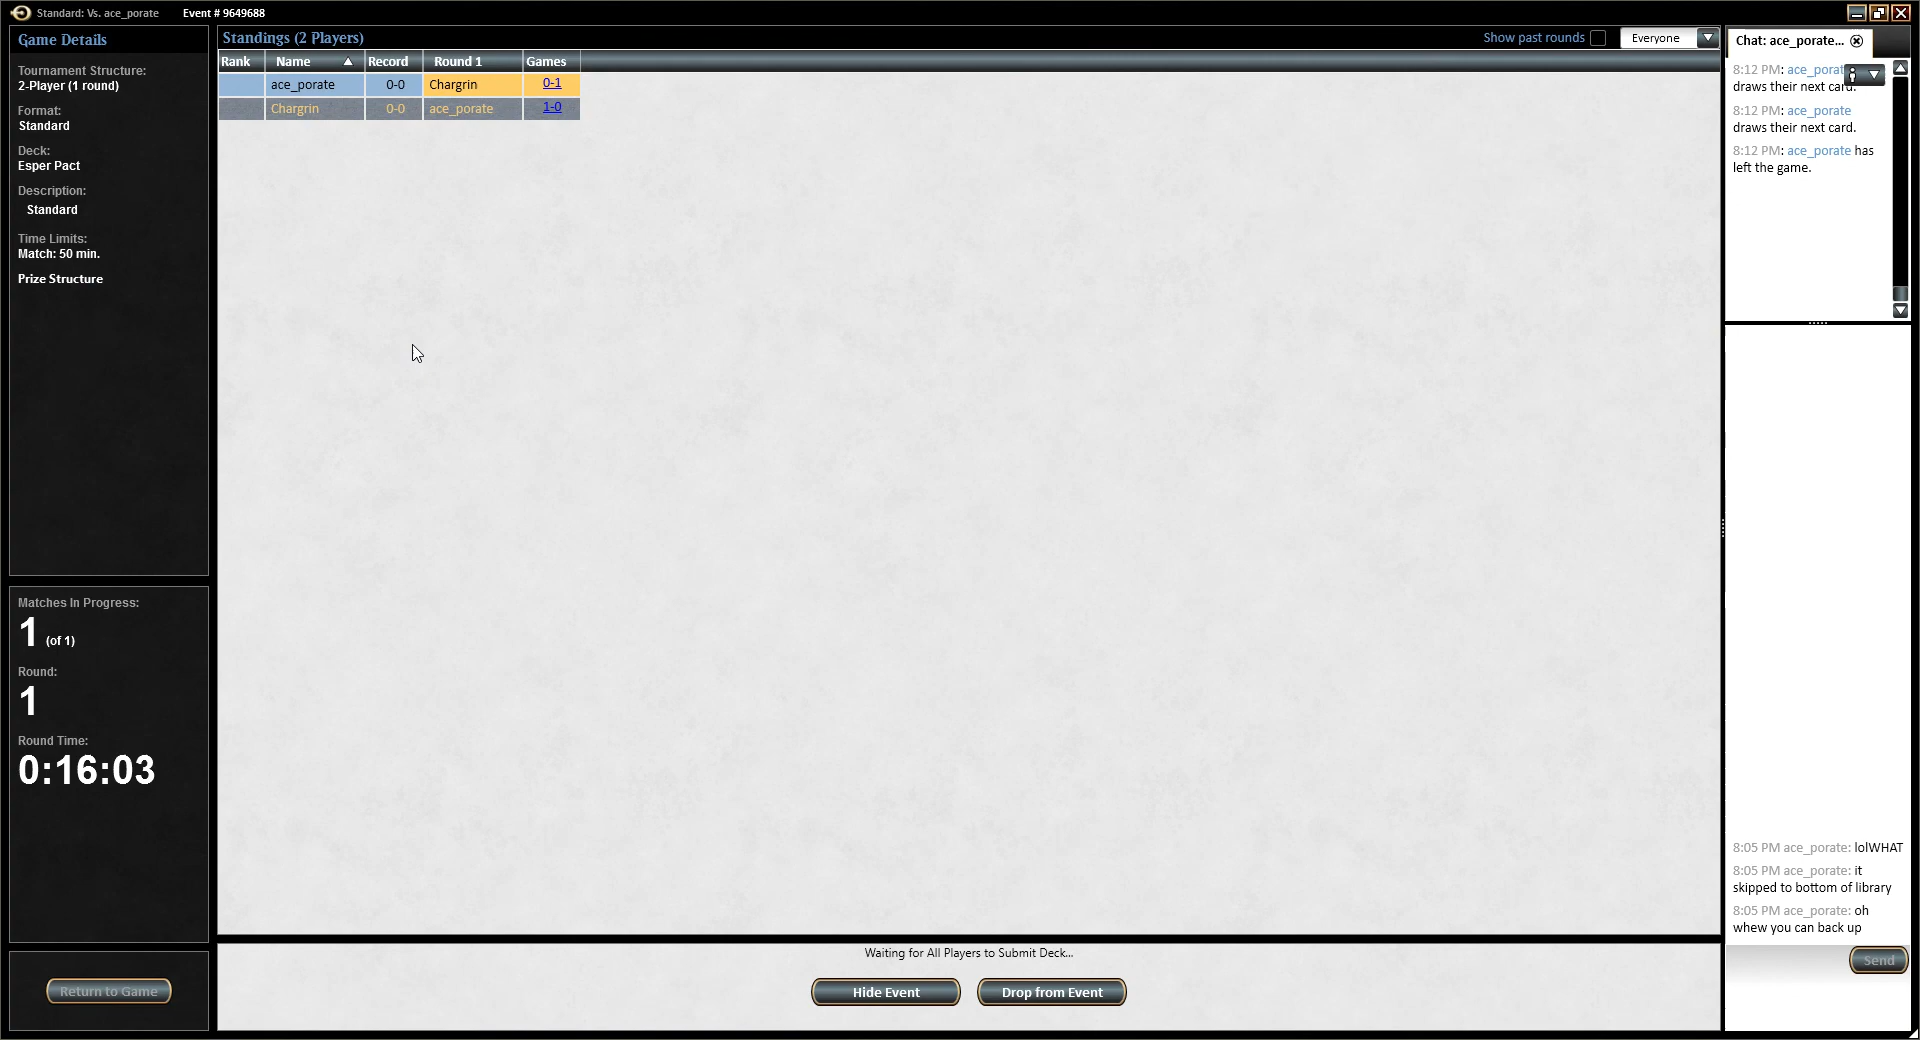 Standard: Vs. ace_porate Event # 9649688
Game Details
Tournament Structure:
2-Player (1 round)
Format:
Standard
Deck:
Esper Pact
Description:
Standard
Time Limits:
Match: 50 min.
Prize Structure
Matches In Progress:
1 (of 1)
Round:
1
Round Time:
0:16:03
Return to Game
Standings (2 Players)
Show past rounds
Everyone
Rank Name Record Round 1 Games
ace_porate 0-0 Chargrin 0-1
Chargrin 0-0 ace_porate 1-0
Waiting for All Players to Submit Deck...
Hide Event Drop from Event
Chat: ace_porate...
8:12 PM: ace_porat
draws their next card.
8:12 PM: ace_porate
draws their next card.
8:12 PM: ace_porate has
left the game.
8:05 PM ace_porate: lolWHAT
8:05 PM ace_porate: it
skipped to bottom of library
8:05 PM ace_porate: oh
whew you can back up
Send